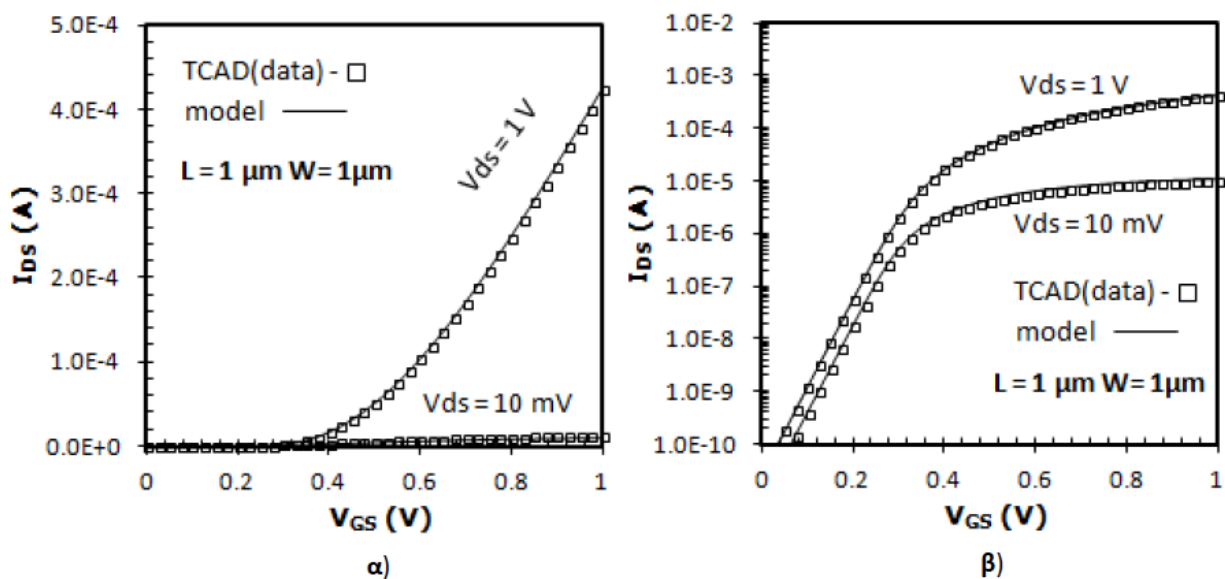 5.0E-4
4.0E-4
3.0E-4
2.0E-4
1.0E-4
0.0E+0
I_DS (A)
TCAD(data) -
model
L = 1 μm W = 1μm
Vds = 1 V
Vds = 10 mV
0 0.2 0.4 0.6 0.8 1
V_GS (V)
α)
1.0E-2
1.0E-3
1.0E-4
1.0E-5
1.0E-6
1.0E-7
1.0E-8
1.0E-9
1.0E-10
I_DS (A)
Vds = 1 V
Vds = 10 mV
TCAD(data) -
model
L = 1 μm W = 1μm
0 0.2 0.4 0.6 0.8 1
V_GS (V)
β)